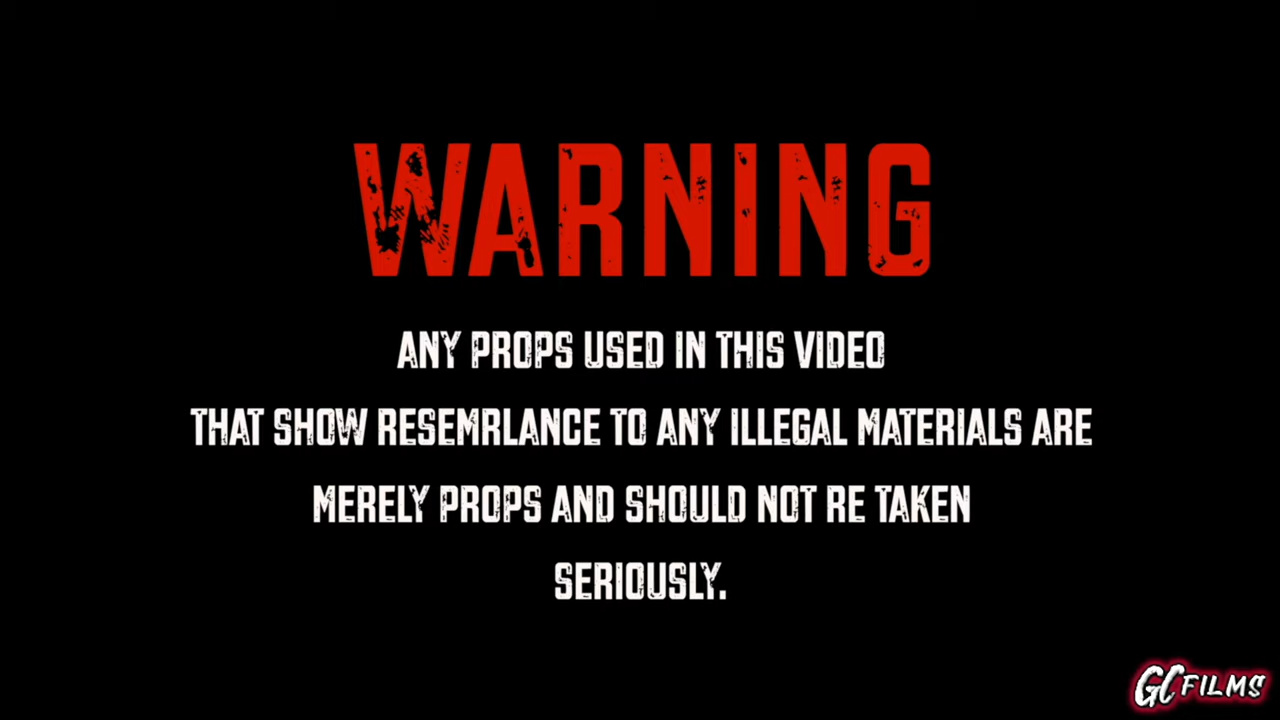 WARNING
ANY PROPS USED IN THIS VIDEO
THAT SHOW RESEMRLANCE TO ANY ILLEGAL MATERIALS ARE
MERELY PROPS AND SHOULD NOT RE TAKEN
SERIOUSLY.
GC FILMS